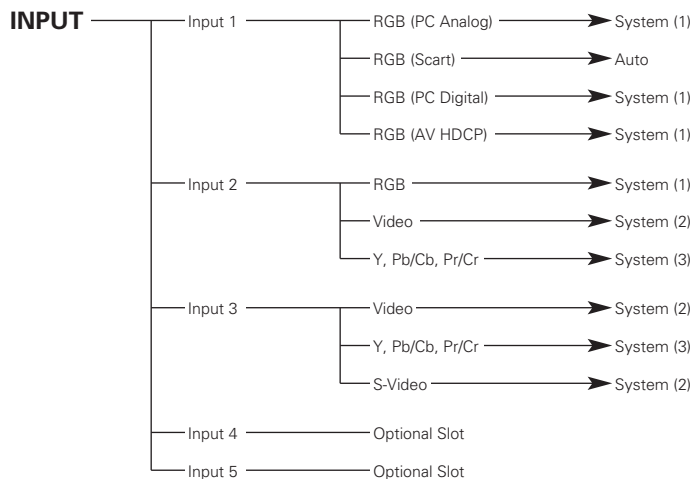 INPUT Input 1 RGB (PC Analog) System (1)
RGB (Scart) Auto
RGB (PC Digital) System (1)
RGB (AV HDCP) System (1)
Input 2 RGB System (1)
Video System (2)
Y, Pb/Cb, Pr/Cr System (3)
Input 3 Video System (2)
Y, Pb/Cb, Pr/Cr System (3)
S-Video System (2)
Input 4 Optional Slot
Input 5 Optional Slot